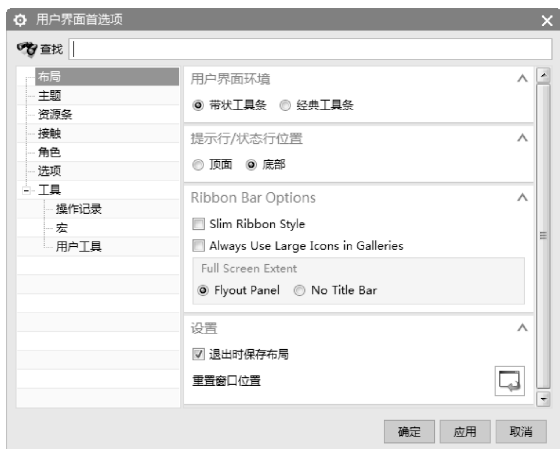 用户界面首选项
查找
布局
主题
资源条
接触
角色
选项
工具
操作记录
宏
用户工具
用户界面环境
带状工具条 经典工具条
提示行/状态行位置
顶面 底部
Ribbon Bar Options
Slim Ribbon Style
Always Use Large Icons in Galleries
Full Screen Extent
Flyout Panel No Title Bar
设置
退出时保存布局
重置窗口位置
确定 应用 取消